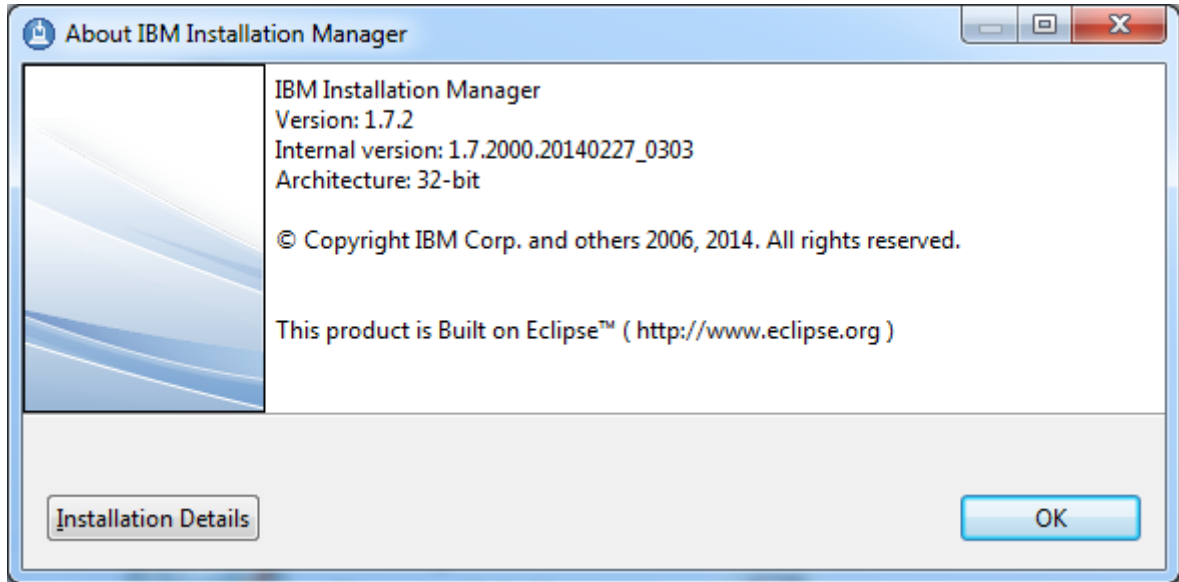 About IBM Installation Manager
IBM Installation Manager
Version: 1.7.2
Internal version: 1.7.2000.20140227_0303
Architecture: 32-bit
© Copyright IBM Corp. and others 2006, 2014. All rights reserved.
This product is Built on Eclipse™ ( http://www.eclipse.org )
Installation Details
OK